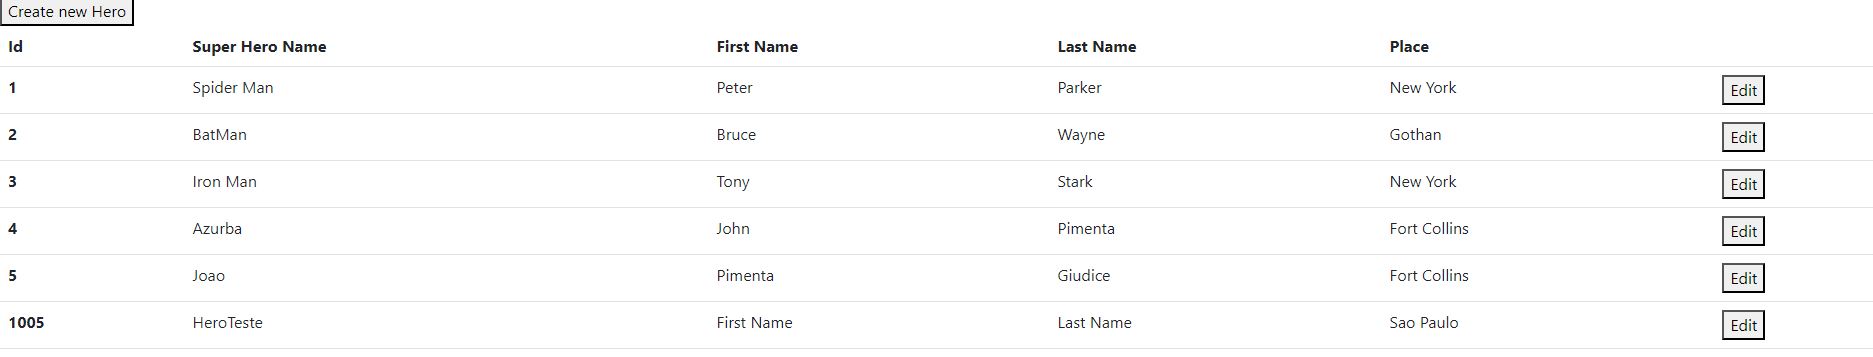 Create new Hero
Id Super Hero Name First Name Last Name Place
1 Spider Man Peter Parker New York Edit
2 BatMan Bruce Wayne Gothan Edit
3 Iron Man Tony Stark New York Edit
4 Azurba John Pimenta Fort Collins Edit
5 Joao Pimenta Giudice Fort Collins Edit
1005 HeroTeste First Name Last Name Sao Paulo Edit